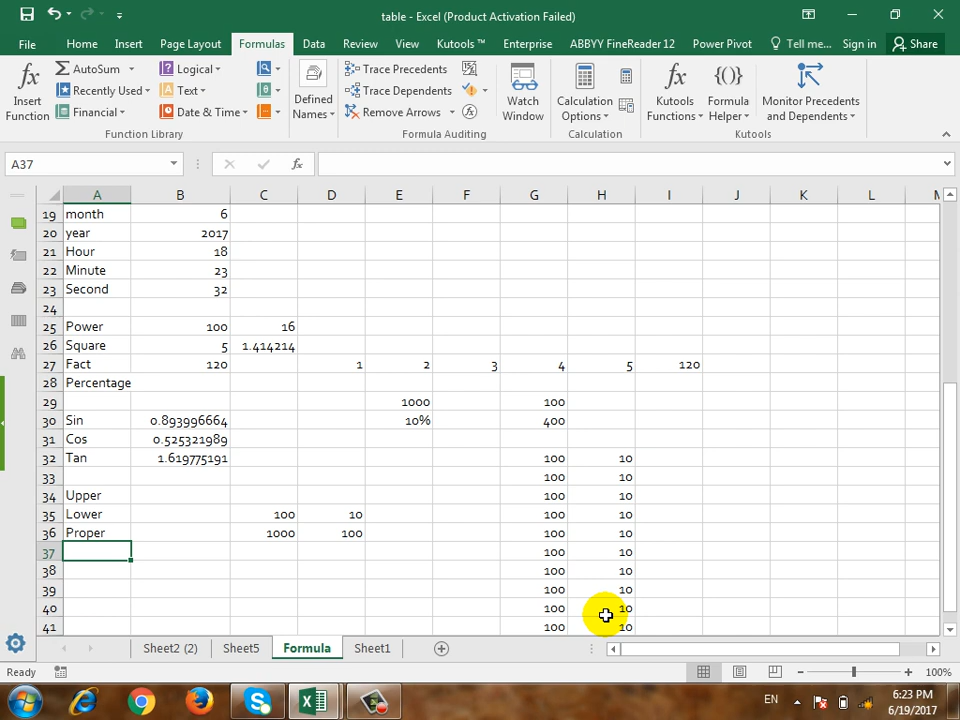 table - Excel (Product Activation Failed)
File Home Insert Page Layout Formulas Data Review View Kutools ™ Enterprise ABBYY FineReader 12 Power Pivot Tell me... Sign in Share
fx Insert Function
AutoSum Logical
Recently Used Text
Financial Date & Time
Function Library
Defined Names
Trace Precedents
Trace Dependents
Remove Arrows
Formula Auditing
Watch Window
Calculation Options
Calculation
Kutools Functions
Formula Helper
Monitor Precedents and Dependents
Kutools
A37 fx
A B C D E F G H I J K L M
19 month 6
20 year 2017
21 Hour 18
22 Minute 23
23 Second 32
24
25 Power 100 16
26 Square 5 1.414214
27 Fact 120 1 2 3 4 5 120
28 Percentage
29 1000 100
30 Sin 0.893996664 10% 400
31 Cos 0.525321989
32 Tan 1.619775191 100 10
33 100 10
34 Upper 100 10
35 Lower 100 10 100 10
36 Proper 1000 100 100 10
37 100 10
38 100 10
39 100 10
40 100 10
41 100 10
Sheet2 (2) Sheet5 Formula Sheet1
Ready 100%
EN 6:23 PM
6/19/2017